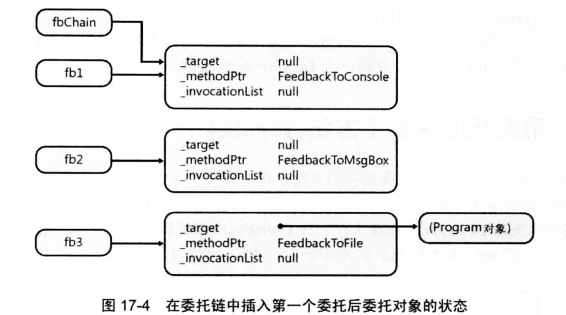 fbChain
fb1
_target null
_methodPtr FeedbackToConsole
_invocationList null
fb2
_target null
_methodPtr FeedbackToMsgBox
_invocationList null
fb3
_target
_methodPtr FeedbackToFile
_invocationList null
(Program 对象)
图 17-4 在委托链中插入第一个委托后委托对象的状态